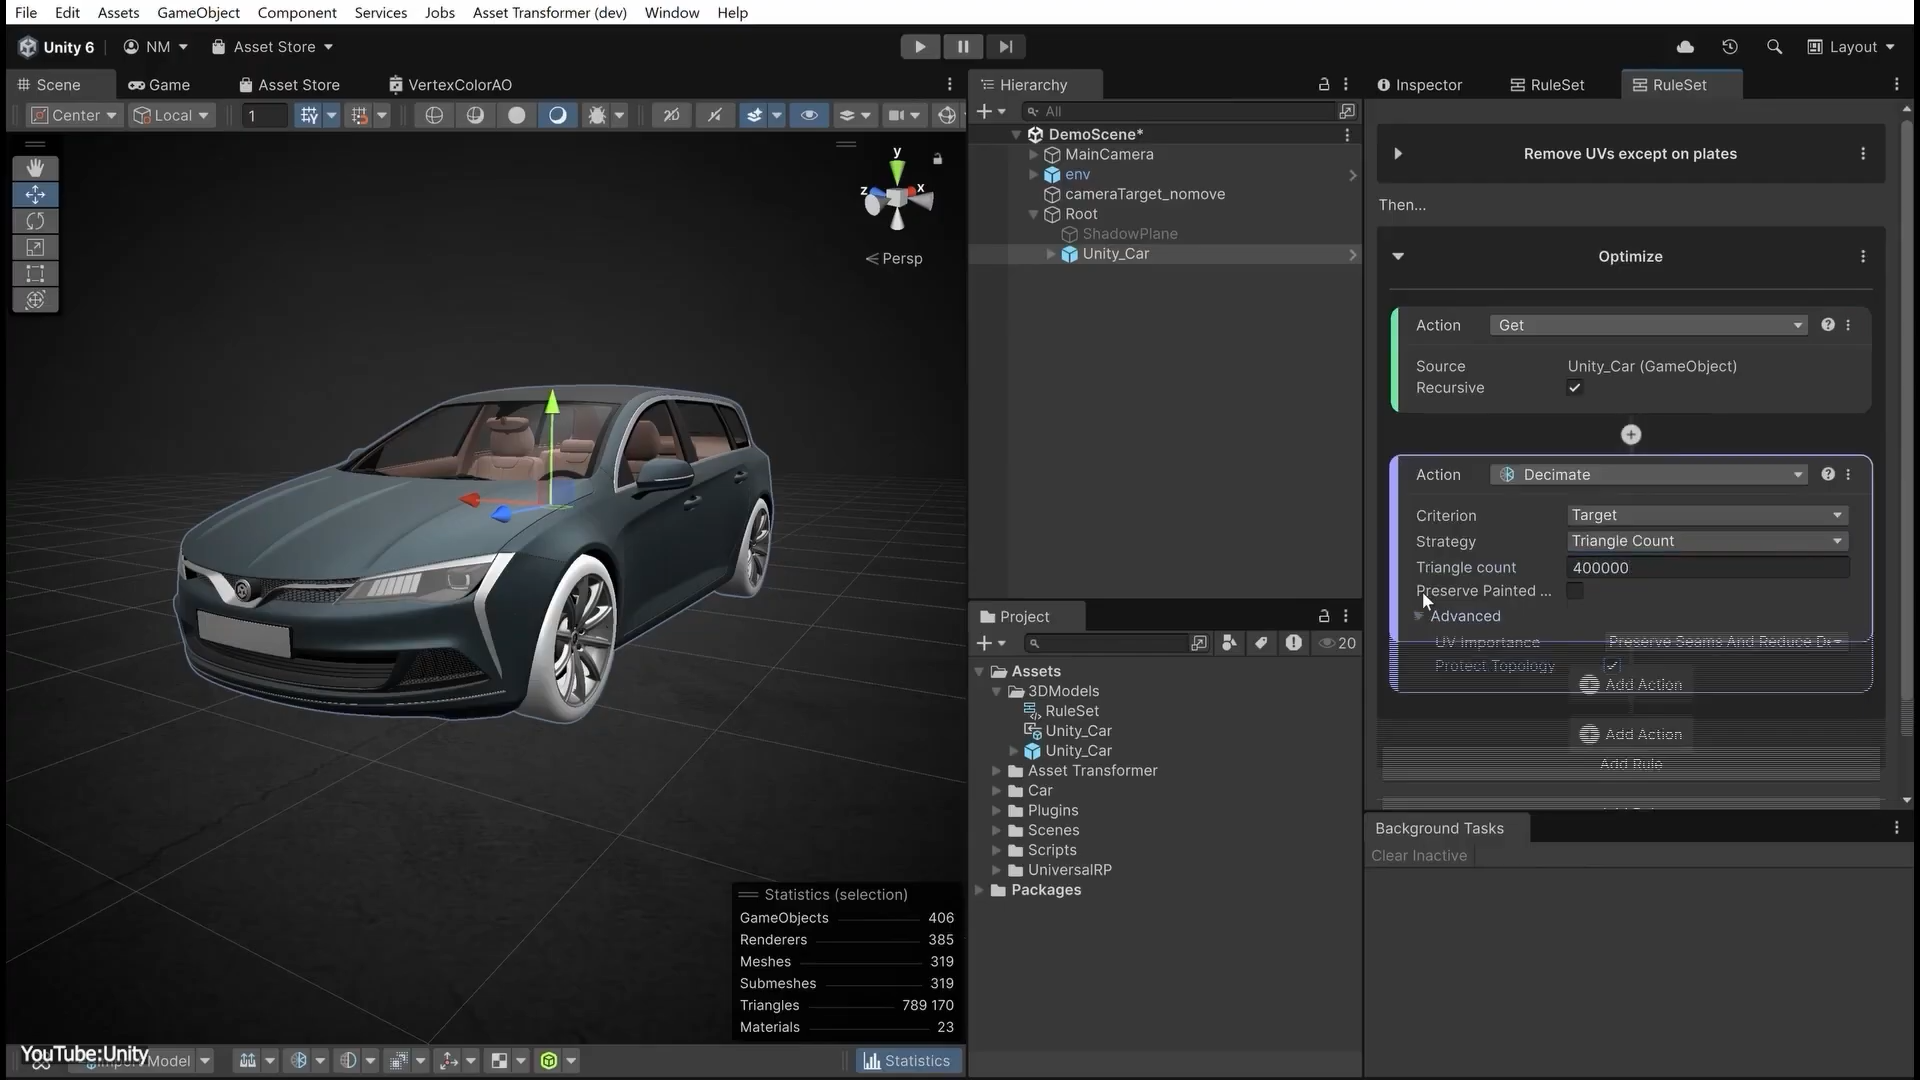 File Edit Assets GameObject Component Services Jobs Asset Transformer (dev) Window Help
Unity 6 NM Asset Store Layout
Scene Game Asset Store VertexColorAO
Center Local 1
y
z x
Persp
Statistics (selection)
GameObjects 406
Renderers 385
Meshes 319
Submeshes 319
Triangles 789 170
Materials 23
YouTube:Unity
Model
Statistics
Hierarchy
All
DemoScene*
MainCamera
env
cameraTarget_nomove
Root
ShadowPlane
Unity_Car
Project
20
Assets
3DModels
RuleSet
Unity_Car
Unity_Car
Asset Transformer
Car
Plugins
Scenes
Scripts
UniversalRP
Packages
Inspector RuleSet RuleSet
Remove UVs except on plates
Then...
Optimize
Action Get
Source Unity_Car (GameObject)
Recursive
Action Decimate
Criterion Target
Strategy Triangle Count
Triangle count 400000
Preserve Painted ...
Advanced
UV Importance Preserve Seams And Reduce
Protect Topology
Add Action
Add Action
Add Rule
Background Tasks
Clear Inactive